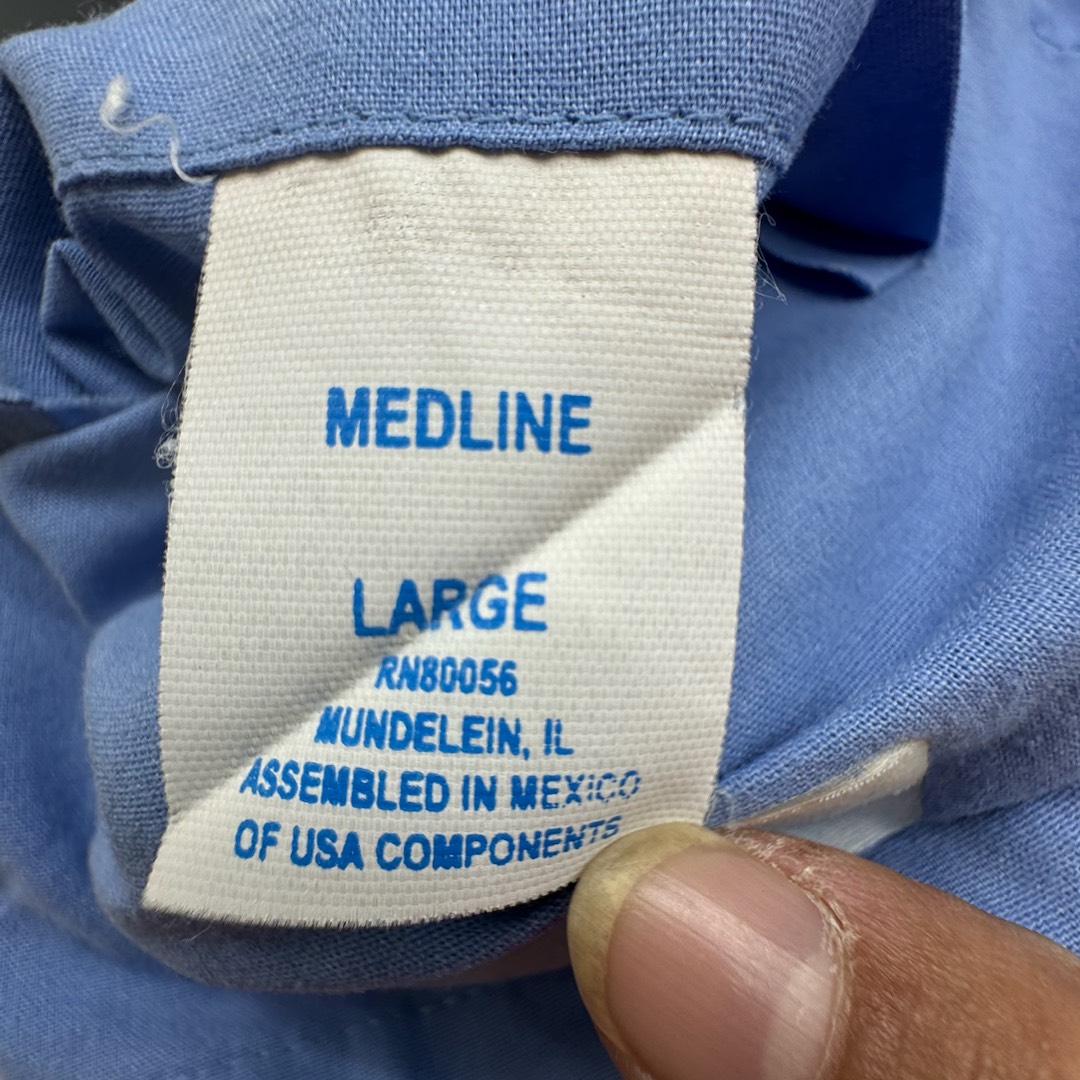 MEDLINE
LARGE
RN80056
MUNDELEIN, IL
ASSEMBLED IN MEXICO
OF USA COMPONENTS